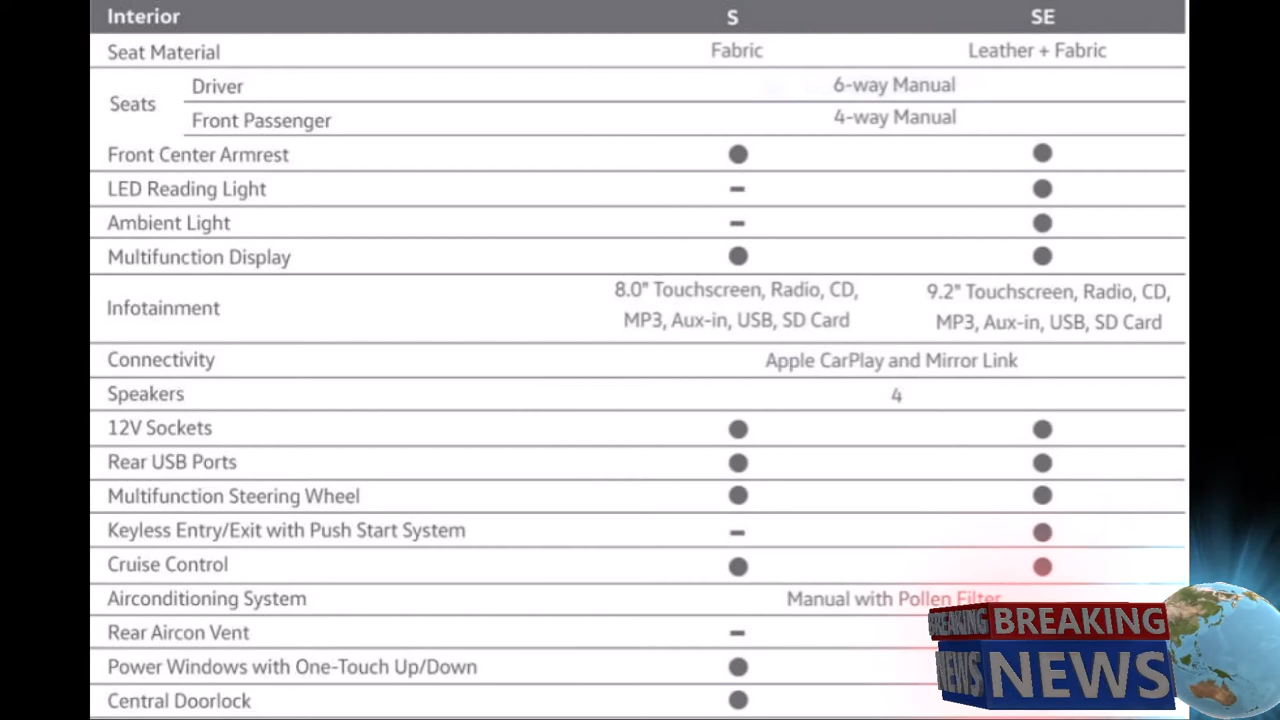 Interior S SE
Seat Material Fabric Leather + Fabric
Seats
Driver 6-way Manual
Front Passenger 4-way Manual
Front Center Armrest ● ●
LED Reading Light - ●
Ambient Light - ●
Multifunction Display ● ●
Infotainment
8.0" Touchscreen, Radio, CD,
MP3, Aux-in, USB, SD Card
9.2" Touchscreen, Radio, CD,
MP3, Aux-in, USB, SD Card
Connectivity Apple CarPlay and Mirror Link
Speakers 4
12V Sockets ● ●
Rear USB Ports ● ●
Multifunction Steering Wheel ● ●
Keyless Entry/Exit with Push Start System - ●
Cruise Control ● ●
Airconditioning System Manual with Pollen Filter
Rear Aircon Vent -
Power Windows with One-Touch Up/Down ●
Central Doorlock ●
BREAKING BREAKING
NEWS NEWS